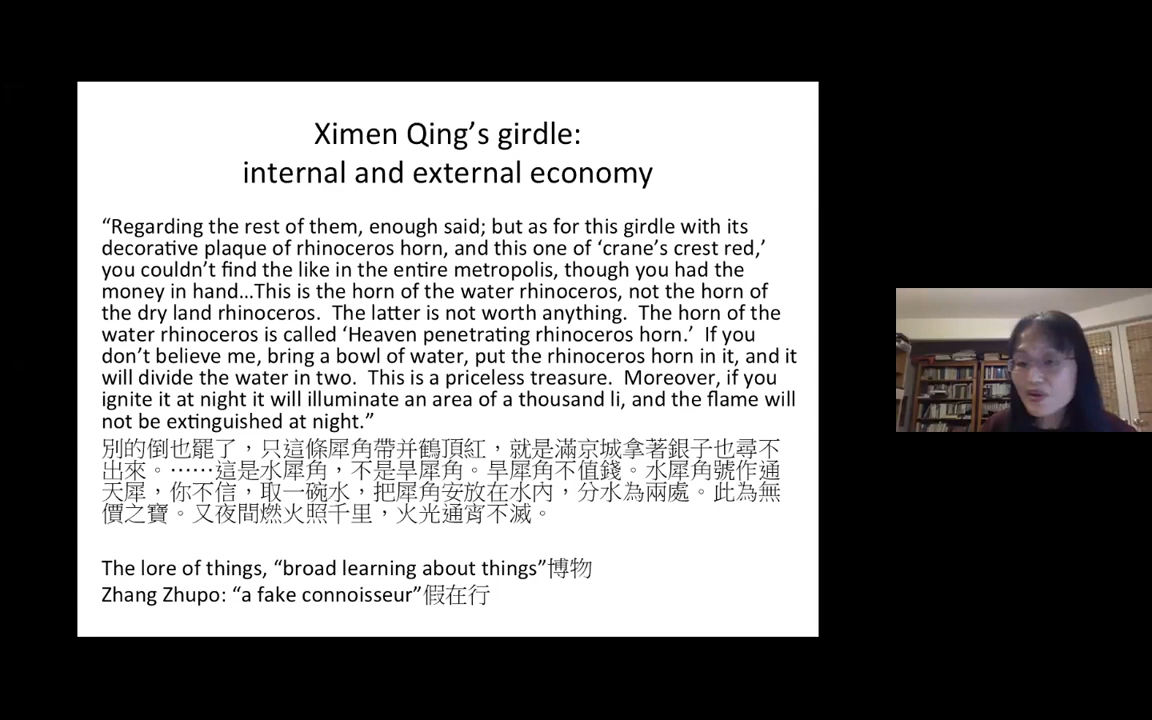 Ximen Qing’s girdle:
internal and external economy
“Regarding the rest of them, enough said; but as for this girdle with its
decorative plaque of rhinoceros horn, and this one of ‘crane’s crest red,’
you couldn’t find the like in the entire metropolis, though you had the
money in hand…This is the horn of the water rhinoceros, not the horn of
the dry land rhinoceros.  The latter is not worth anything.  The horn of the
water rhinoceros is called ‘Heaven penetrating rhinoceros horn.’  If you
don’t believe me, bring a bowl of water, put the rhinoceros horn in it, and it
will divide the water in two.  This is a priceless treasure.  Moreover, if you
ignite it at night it will illuminate an area of a thousand li, and the flame will
not be extinguished at night.”
別的倒也罷了，只這條犀角帶并鶴頂紅，就是滿京城拿著銀子也尋不
出來。……這是水犀角，不是旱犀角。旱犀角不值錢。水犀角號作通
天犀，你不信，取一碗水，把犀角安放在水內，分水為兩處。此為無
價之寶。又夜間燃火照千里，火光通宵不滅。
The lore of things, “broad learning about things”博物
Zhang Zhupo: “a fake connoisseur”假在行